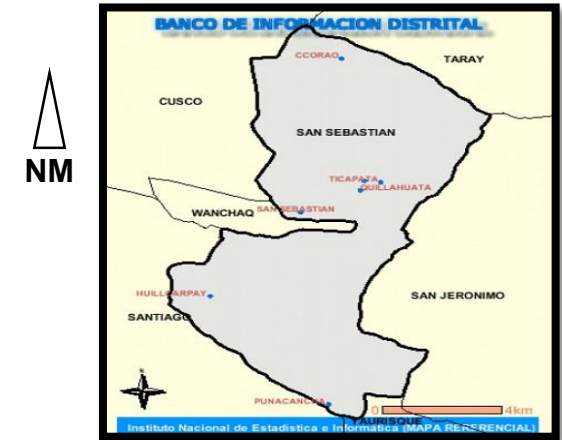 BANCO DE INFORMACION DISTRITAL
CCORAO
TARAY
CUSCO
SAN SEBASTIAN
NM
TICAPATA
QUILLAHUATA
WANCHAQ
SAN SEBASTIAN
HUILLCARPAY
SAN JERONIMO
SANTIAGO
PUNACANCHA
0 4km
YAURISQUE
Instituto Nacional de Estadistica e Informatica (MAPA REFERENCIAL)